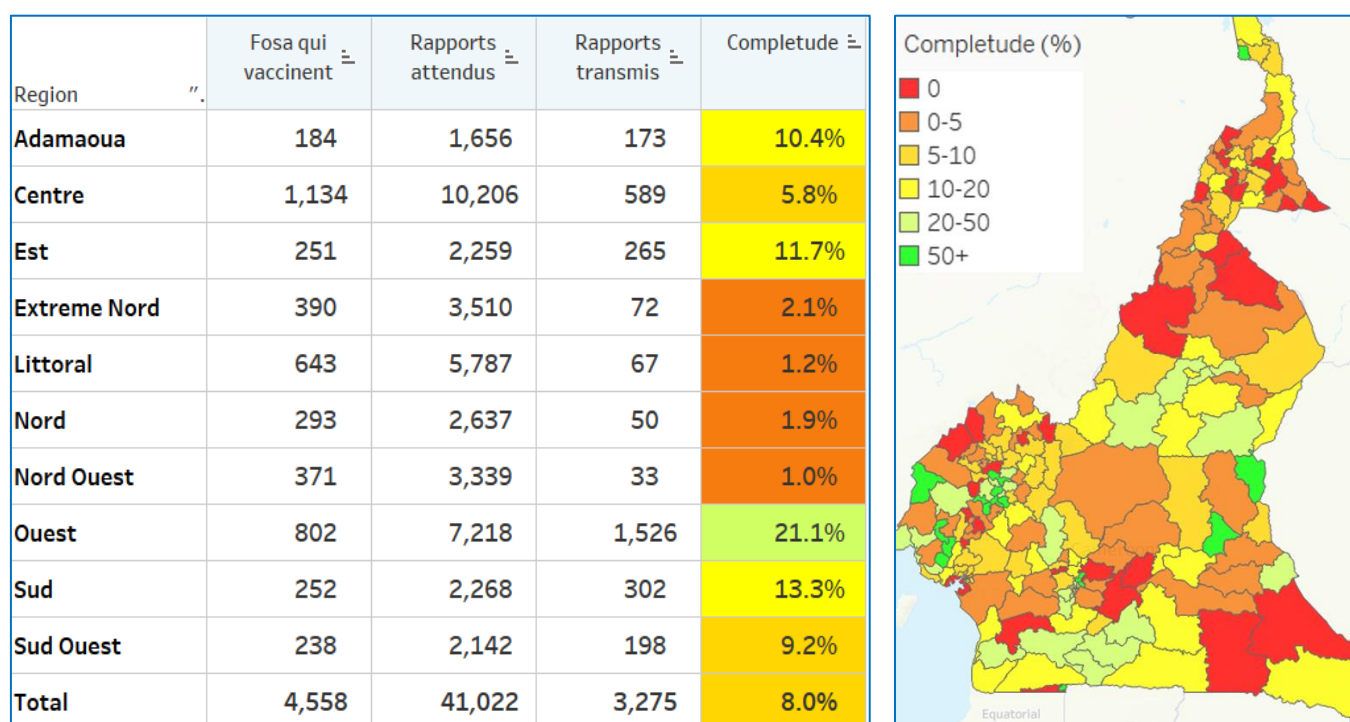 Region
Fosa qui vaccinent
Rapports attendus
Rapports transmis
Completude
Adamaoua 184 1,656 173 10.4%
Centre 1,134 10,206 589 5.8%
Est 251 2,259 265 11.7%
Extreme Nord 390 3,510 72 2.1%
Littoral 643 5,787 67 1.2%
Nord 293 2,637 50 1.9%
Nord Ouest 371 3,339 33 1.0%
Ouest 802 7,218 1,526 21.1%
Sud 252 2,268 302 13.3%
Sud Ouest 238 2,142 198 9.2%
Total 4,558 41,022 3,275 8.0%
Completude (%)
0
0-5
5-10
10-20
20-50
50+
Equatorial